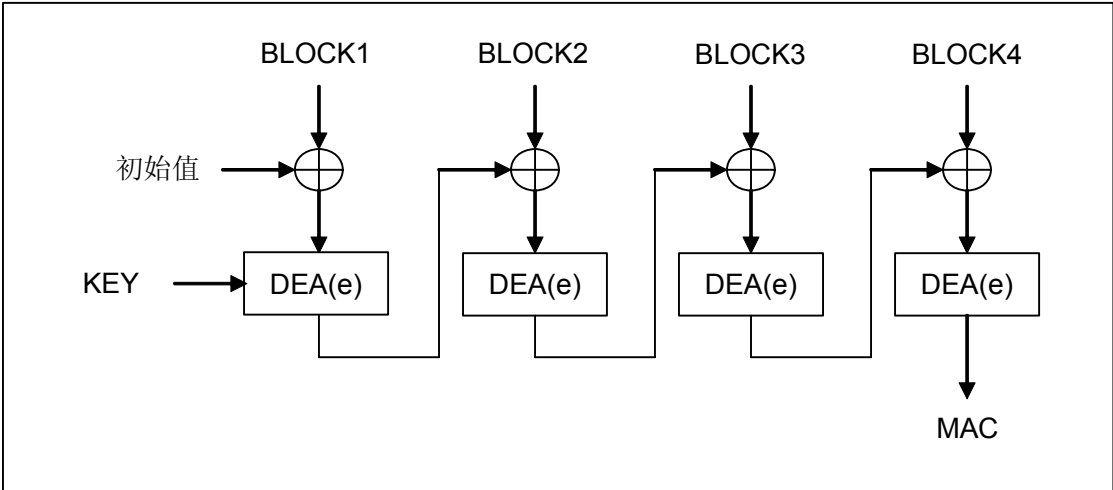 BLOCK1 BLOCK2 BLOCK3 BLOCK4
初始值
KEY DEA(e) DEA(e) DEA(e) DEA(e)
MAC